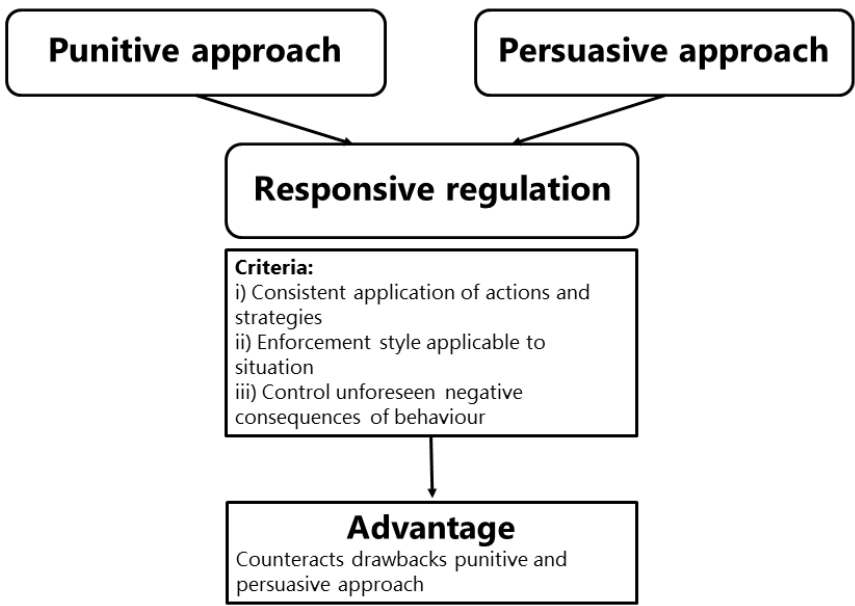 Punitive approach
Persuasive approach
Responsive regulation
Criteria:
i) Consistent application of actions and
strategies
ii) Enforcement style applicable to
situation
iii) Control unforeseen negative
consequences of behaviour
Advantage
Counteracts drawbacks punitive and
persuasive approach